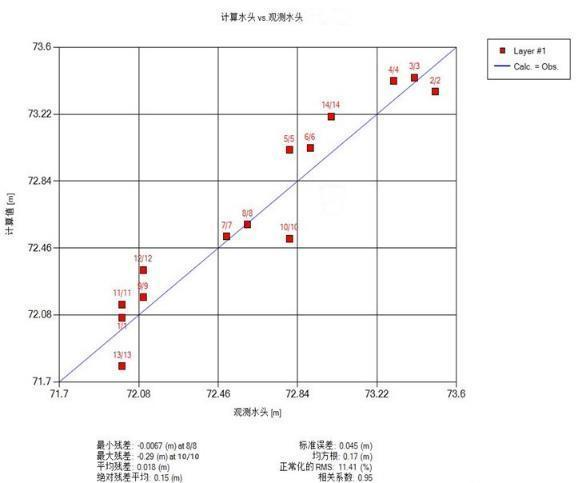 计算水头 vs.观测水头
Layer #1
Calc. = Obs.
计算值 [m]
73.6
73.22
72.84
72.46
72.08
71.7
4/4
3/3
2/2
14/14
5/5
6/6
8/8
7/7
10/10
12/12
9/9
11/11
1/1
13/13
71.7 72.08 72.46 72.84 73.22 73.6
观测水头 [m]
最小残差: -0.0067 (m) at 8/8
最大残差: -0.29 (m) at 10/10
平均残差: 0.018 (m)
绝对残差平均: 0.15 (m)
标准误差: 0.045 (m)
均方根: 0.17 (m)
正常化的 RMS: 11.41 (%)
相关系数: 0.95